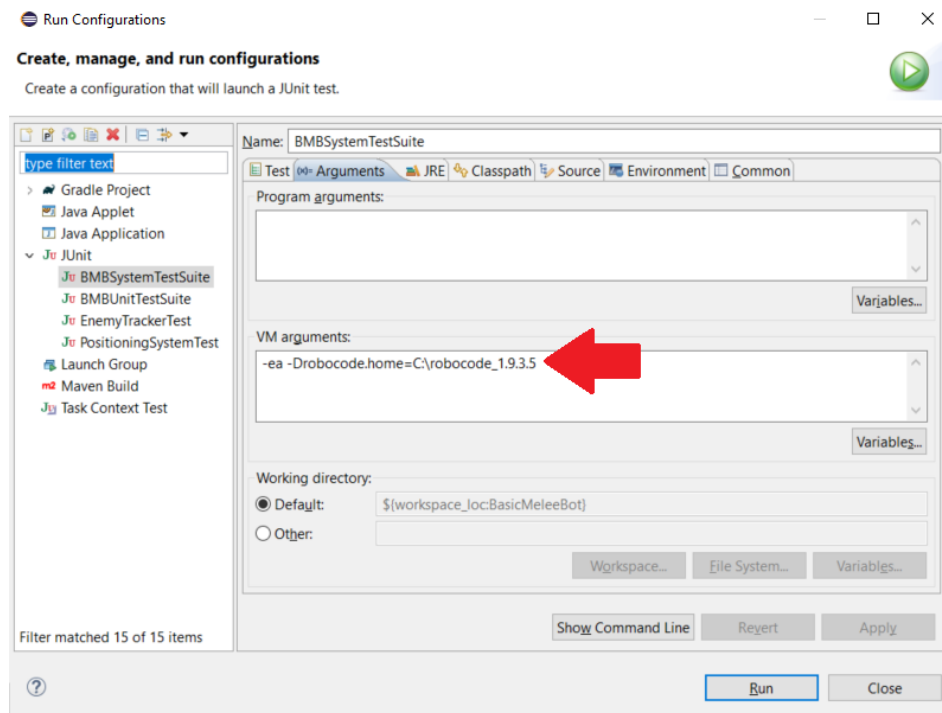 Run Configurations
Create, manage, and run configurations
Create a configuration that will launch a JUnit test.
type filter text
Gradle Project
Java Applet
Java Application
JUnit
BMBSystemTestSuite
BMBUnitTestSuite
EnemyTrackerTest
PositioningSystemTest
Launch Group
Maven Build
Task Context Test
Filter matched 15 of 15 items
Name: BMBSystemTestSuite
Test Arguments JRE Classpath Source Environment Common
Program arguments:
Variables...
VM arguments:
-ea -Drobocode.home=C:\robocode_1.9.3.5
Variables...
Working directory:
Default: ${workspace_loc:BasicMeleeBot}
Other:
Workspace... File System... Variables...
Show Command Line Revert Apply
Run Close